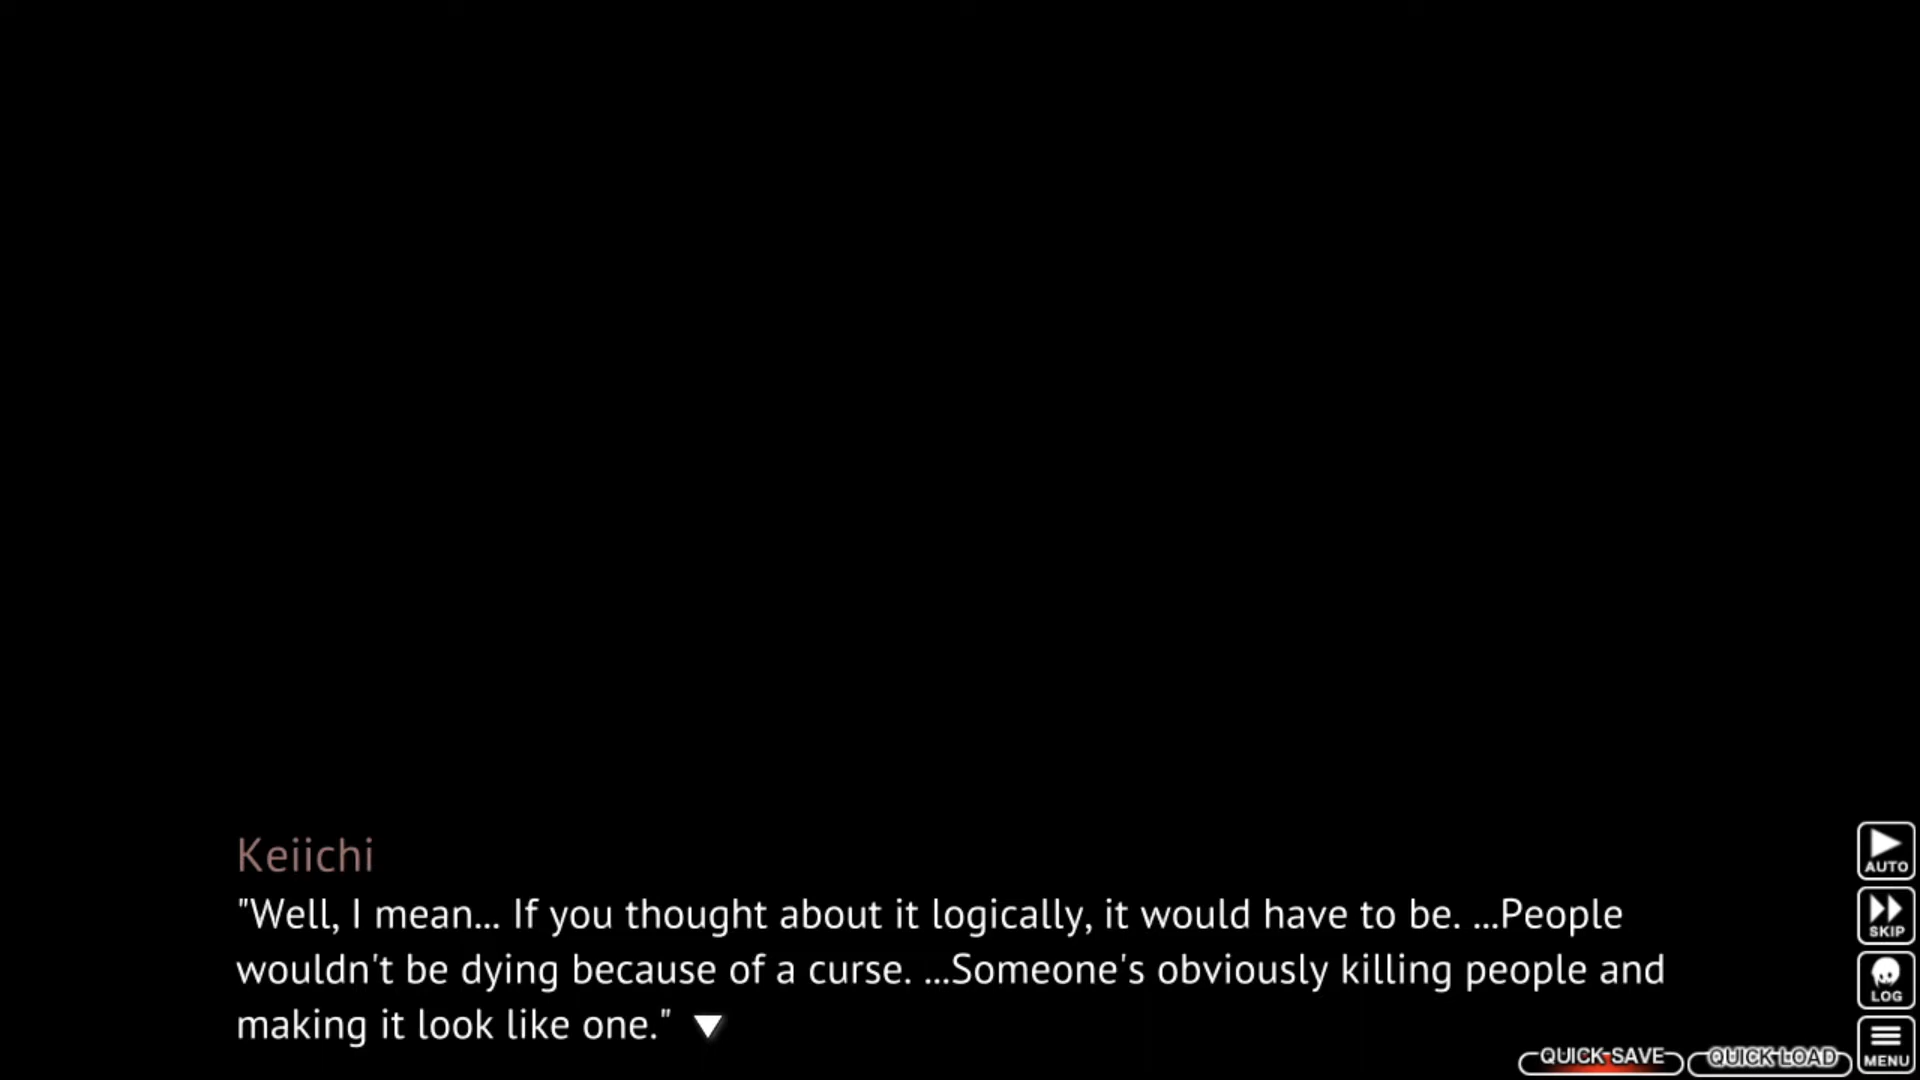 Keiichi
"Well, I mean... If you thought about it logically, it would have to be. ...People
wouldn't be dying because of a curse. ...Someone's obviously killing people and
making it look like one."
AUTO
SKIP
LOG
MENU
QUICK SAVE
QUICK LOAD